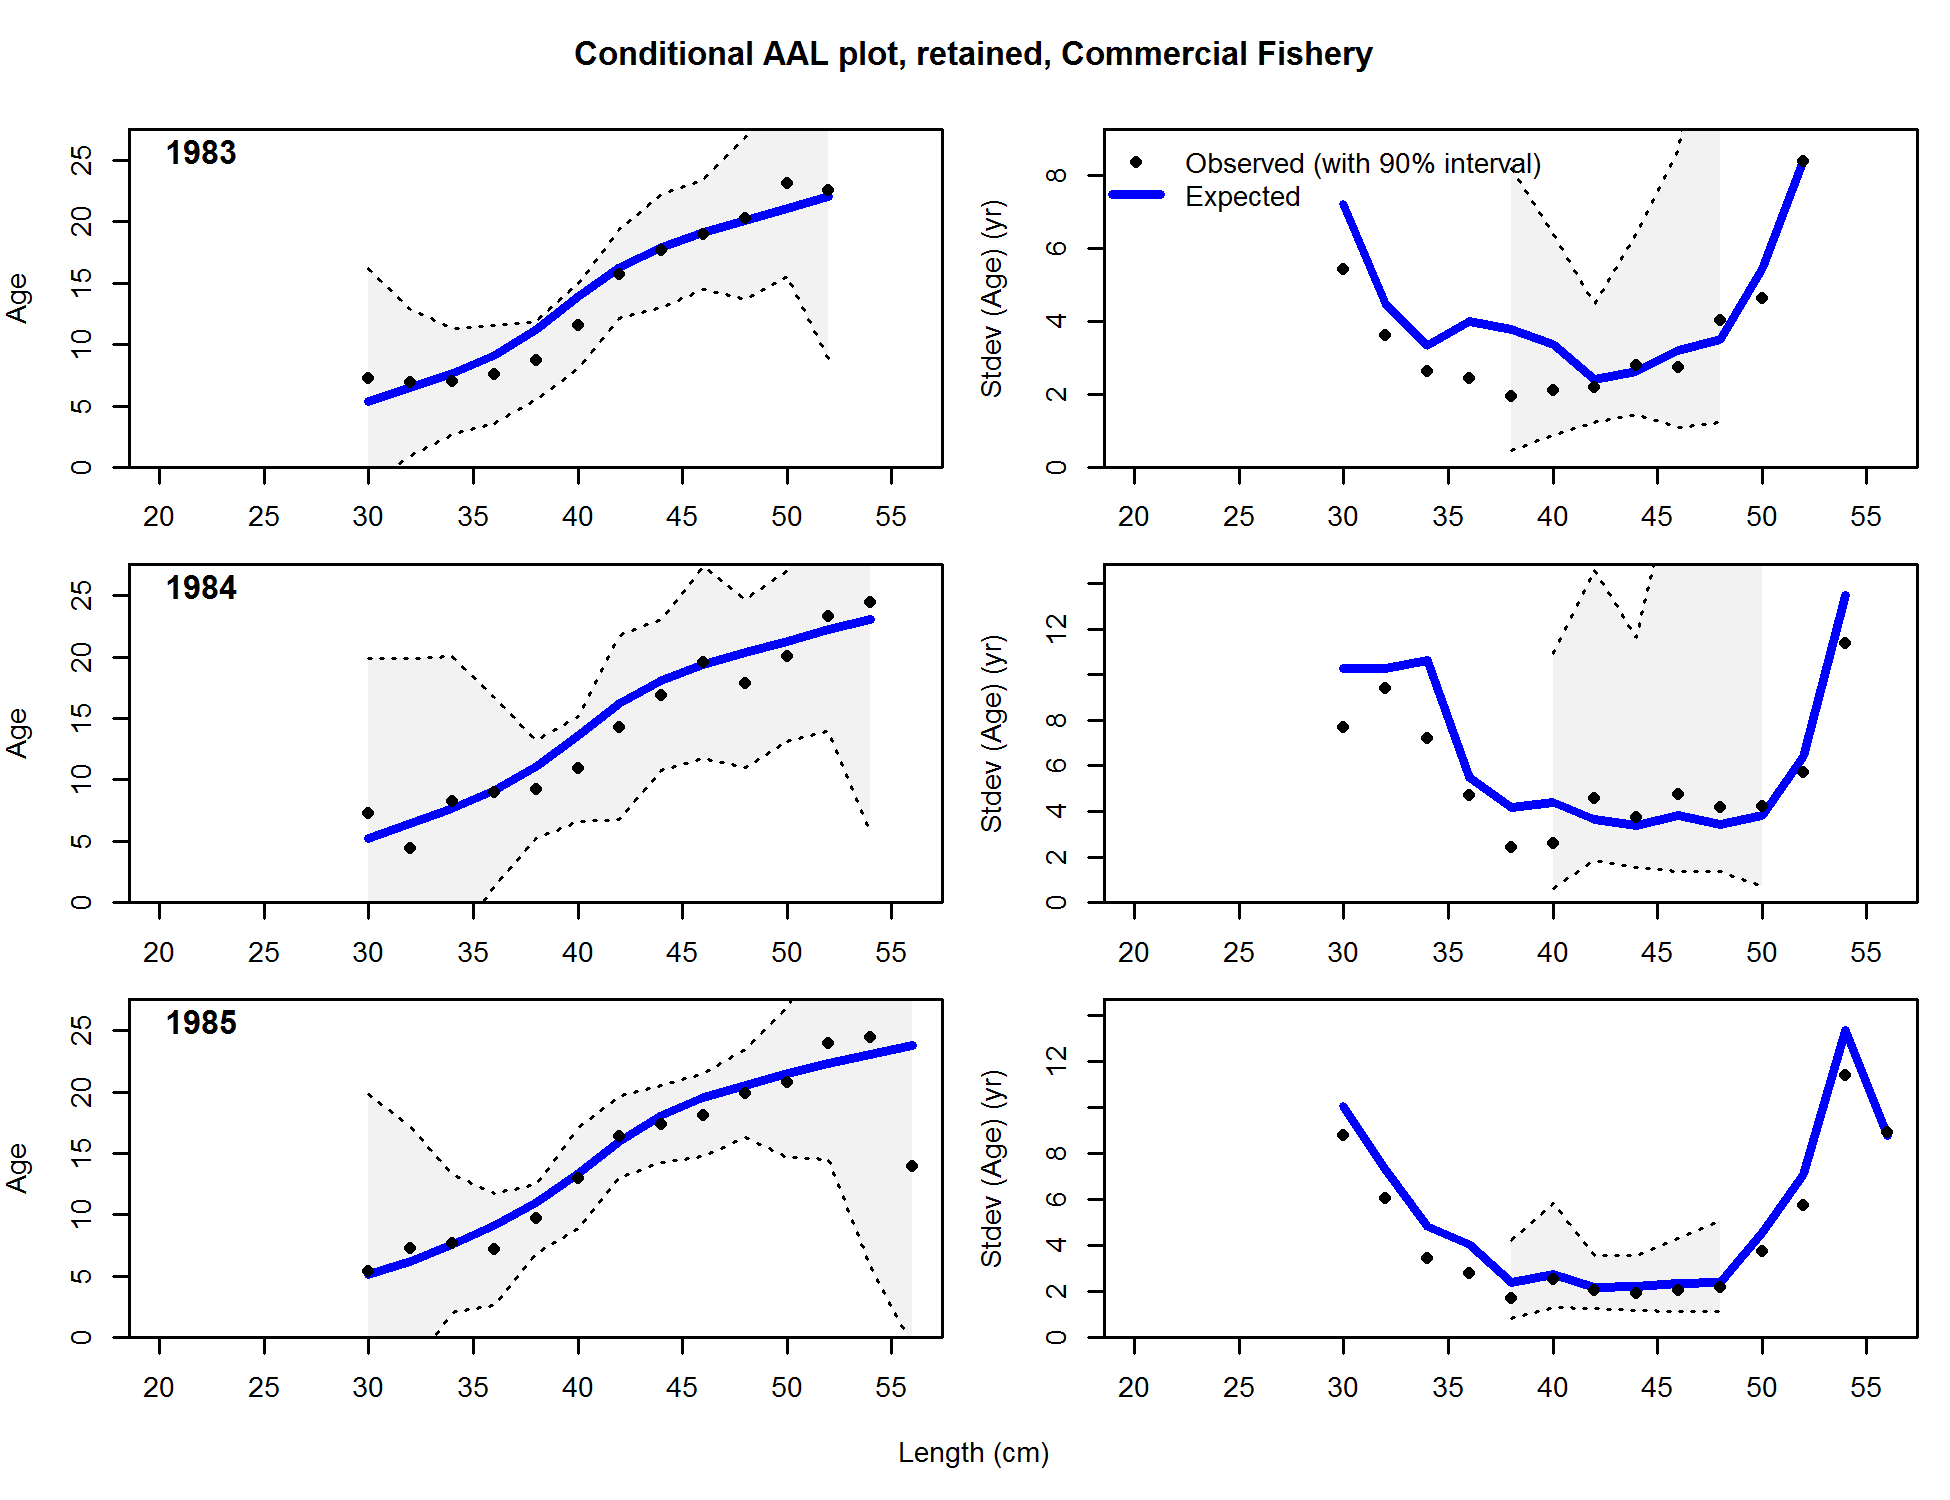 Conditional AAL plot, retained, Commercial Fishery
1983
Age
0 5 10 15 20 25
20 25 30 35 40 45 50 55
Observed (with 90% interval)
Expected
Stdev (Age) (yr)
0 2 4 6 8
20 25 30 35 40 45 50 55
1984
Age
0 5 10 15 20 25
20 25 30 35 40 45 50 55
Stdev (Age) (yr)
0 2 4 6 8 12
20 25 30 35 40 45 50 55
1985
Age
0 5 10 15 20 25
20 25 30 35 40 45 50 55
Stdev (Age) (yr)
0 2 4 6 8 12
20 25 30 35 40 45 50 55
Length (cm)